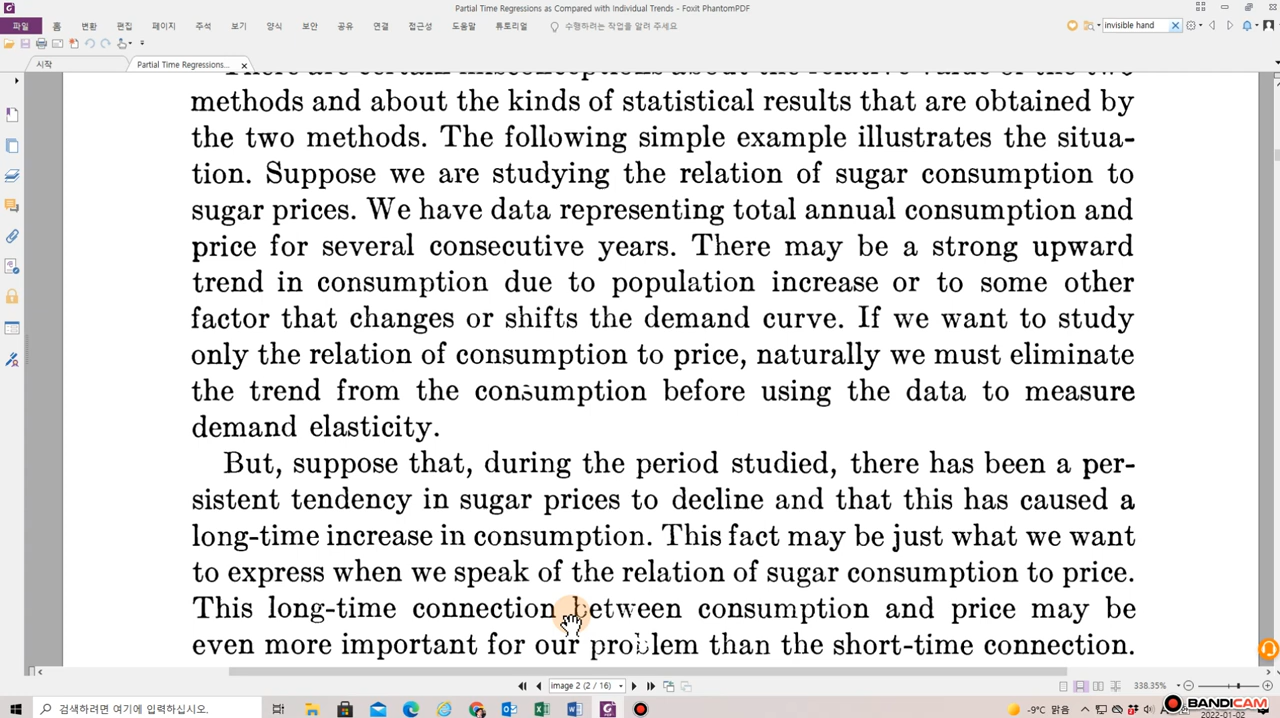 Partial Time Regressions as Compared with Individual Trends - Foxit PhantomPDF
파일 홈 변환 편집 페이지 주석 보기 양식 보안 공유 연결 접근성 도움말 튜토리얼 수행하려는 작업을 알려 주세요 invisible hand
시작 Partial Time Regressions...
methods and about the kinds of statistical results that are obtained by
the two methods. The following simple example illustrates the situa-
tion. Suppose we are studying the relation of sugar consumption to
sugar prices. We have data representing total annual consumption and
price for several consecutive years. There may be a strong upward
trend in consumption due to population increase or to some other
factor that changes or shifts the demand curve. If we want to study
only the relation of consumption to price, naturally we must eliminate
the trend from the consumption before using the data to measure
demand elasticity.
But, suppose that, during the period studied, there has been a per-
sistent tendency in sugar prices to decline and that this has caused a
long-time increase in consumption. This fact may be just what we want
to express when we speak of the relation of sugar consumption to price.
This long-time connection between consumption and price may be
even more important for our problem than the short-time connection.
image 2 (2 / 16) 338.35%
검색하려면 여기에 입력하십시오. -9°C 맑음 BANDICAM
2022-01-02